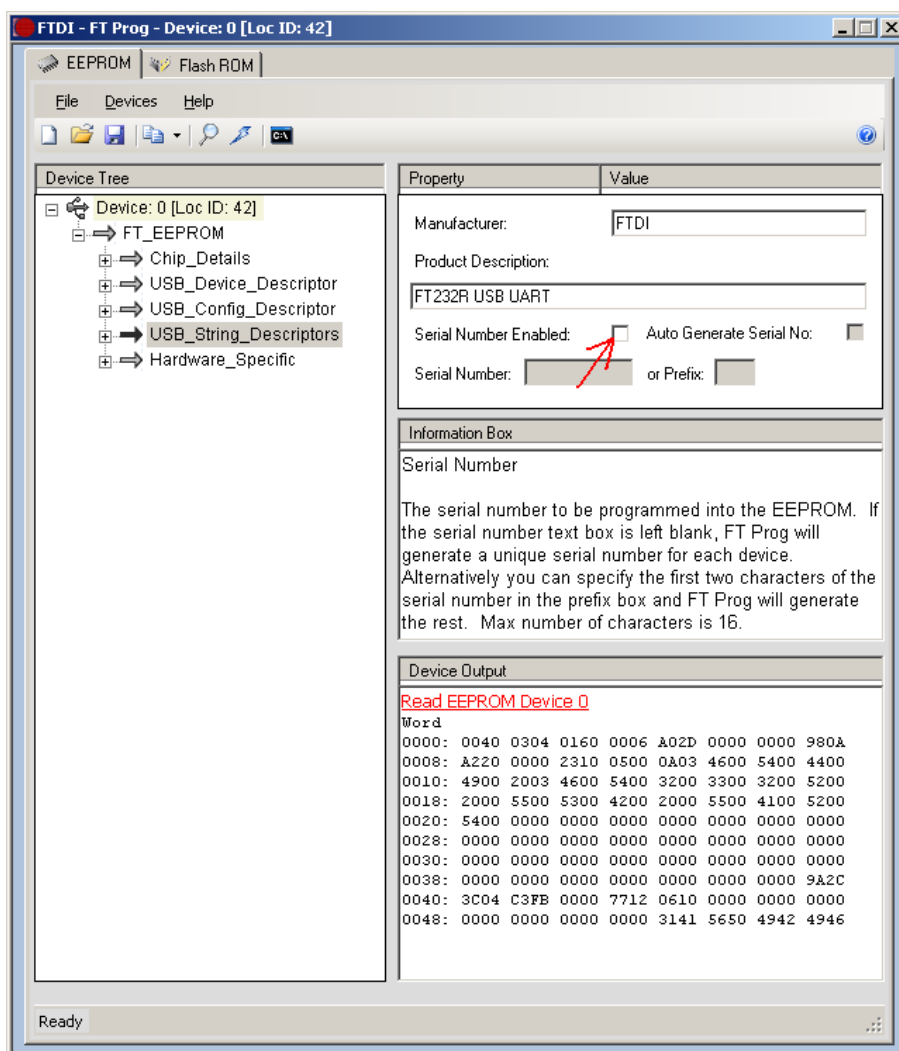 FTDI - FT Prog - Device: 0 [Loc ID: 42]
EEPROM Flash ROM
File Devices Help
C:\
Device Tree
Device: 0 [Loc ID: 42]
FT_EEPROM
Chip_Details
USB_Device_Descriptor
USB_Config_Descriptor
USB_String_Descriptors
Hardware_Specific
Property Value
Manufacturer: FTDI
Product Description:
FT232R USB UART
Serial Number Enabled: Auto Generate Serial No:
Serial Number: or Prefix:
Information Box
Serial Number
The serial number to be programmed into the EEPROM. If
the serial number text box is left blank, FT Prog will
generate a unique serial number for each device.
Alternatively you can specify the first two characters of the
serial number in the prefix box and FT Prog will generate
the rest. Max number of characters is 16.
Device Output
Read EEPROM Device 0
Word
0000: 0040 0304 0160 0006 A02D 0000 0000 980A
0008: A220 0000 2310 0500 0A03 4600 5400 4400
0010: 4900 2003 4600 5400 3200 3300 3200 5200
0018: 2000 5500 5300 4200 2000 5500 4100 5200
0020: 5400 0000 0000 0000 0000 0000 0000 0000
0028: 0000 0000 0000 0000 0000 0000 0000 0000
0030: 0000 0000 0000 0000 0000 0000 0000 0000
0038: 0000 0000 0000 0000 0000 0000 0000 9A2C
0040: 3C04 C3FB 0000 7712 0610 0000 0000 0000
0048: 0000 0000 0000 0000 3141 5650 4942 4946
Ready